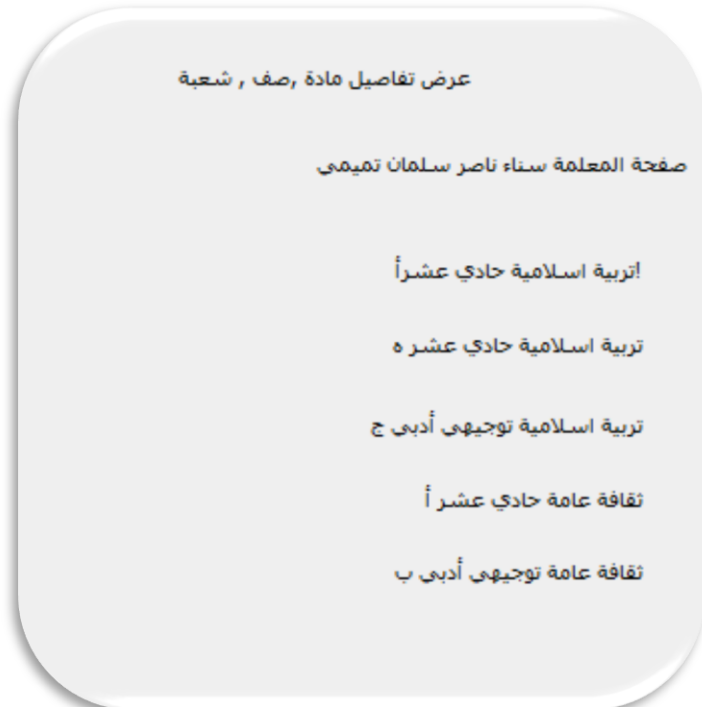 عرض تفاصيل مادة ,صف , شعبة
صفحة المعلمة سناء ناصر سلمان تميمي
!تربية اسلامية حادي عشرأ
تربية اسلامية حادي عشر ه
تربية اسلامية توجيهي أدبي ج
ثقافة عامة حادي عشر أ
ثقافة عامة توجيهي أدبي ب